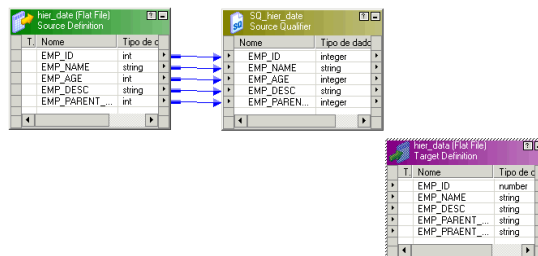 hier_date (Flat File)
Source Definition
T. Nome Tipo de c
EMP_ID int
EMP_NAME string
EMP_AGE int
EMP_DESC string
EMP_PARENT_... int
SQ_hier_date
Source Qualifier
Nome Tipo de dado
EMP_ID integer
EMP_NAME string
EMP_AGE integer
EMP_DESC string
EMP_PAREN... integer
hier_data (Flat File)
Target Definition
T. Nome Tipo de c
EMP_ID number
EMP_NAME string
EMP_DESC string
EMP_PARENT_... string
EMP_PRAENT_... string